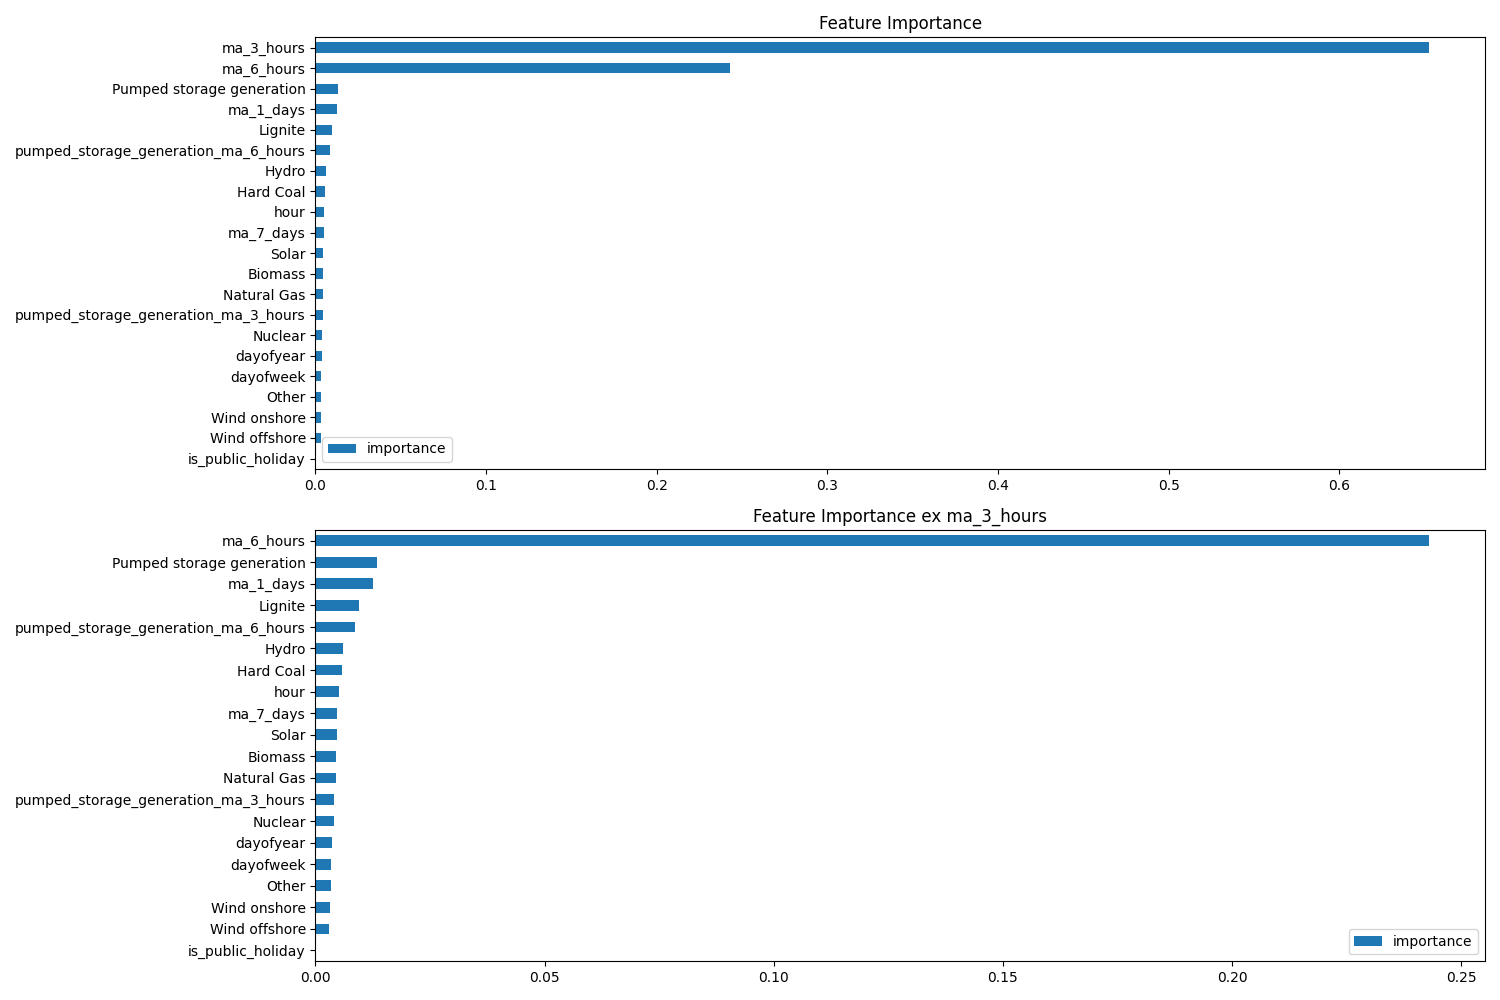 Feature Importance
ma_3_hours
ma_6_hours
Pumped storage generation
ma_1_days
Lignite
pumped_storage_generation_ma_6_hours
Hydro
Hard Coal
hour
ma_7_days
Solar
Biomass
Natural Gas
pumped_storage_generation_ma_3_hours
Nuclear
dayofyear
dayofweek
Other
Wind onshore
Wind offshore
importance
is_public_holiday
0.0 0.1 0.2 0.3 0.4 0.5 0.6
Feature Importance ex ma_3_hours
ma_6_hours
Pumped storage generation
ma_1_days
Lignite
pumped_storage_generation_ma_6_hours
Hydro
Hard Coal
hour
ma_7_days
Solar
Biomass
Natural Gas
pumped_storage_generation_ma_3_hours
Nuclear
dayofyear
dayofweek
Other
Wind onshore
Wind offshore
importance
is_public_holiday
0.00 0.05 0.10 0.15 0.20 0.25